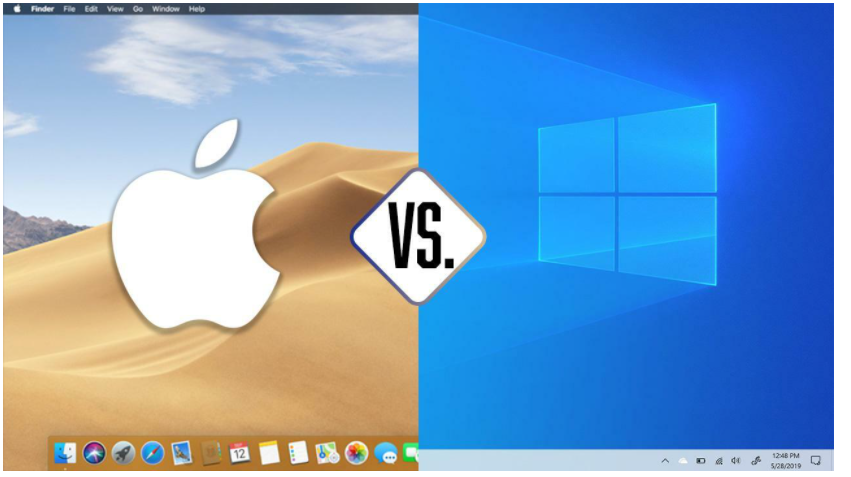 Finder File Edit View Go Window Help
VS.
12
12:48 PM
5/28/2019